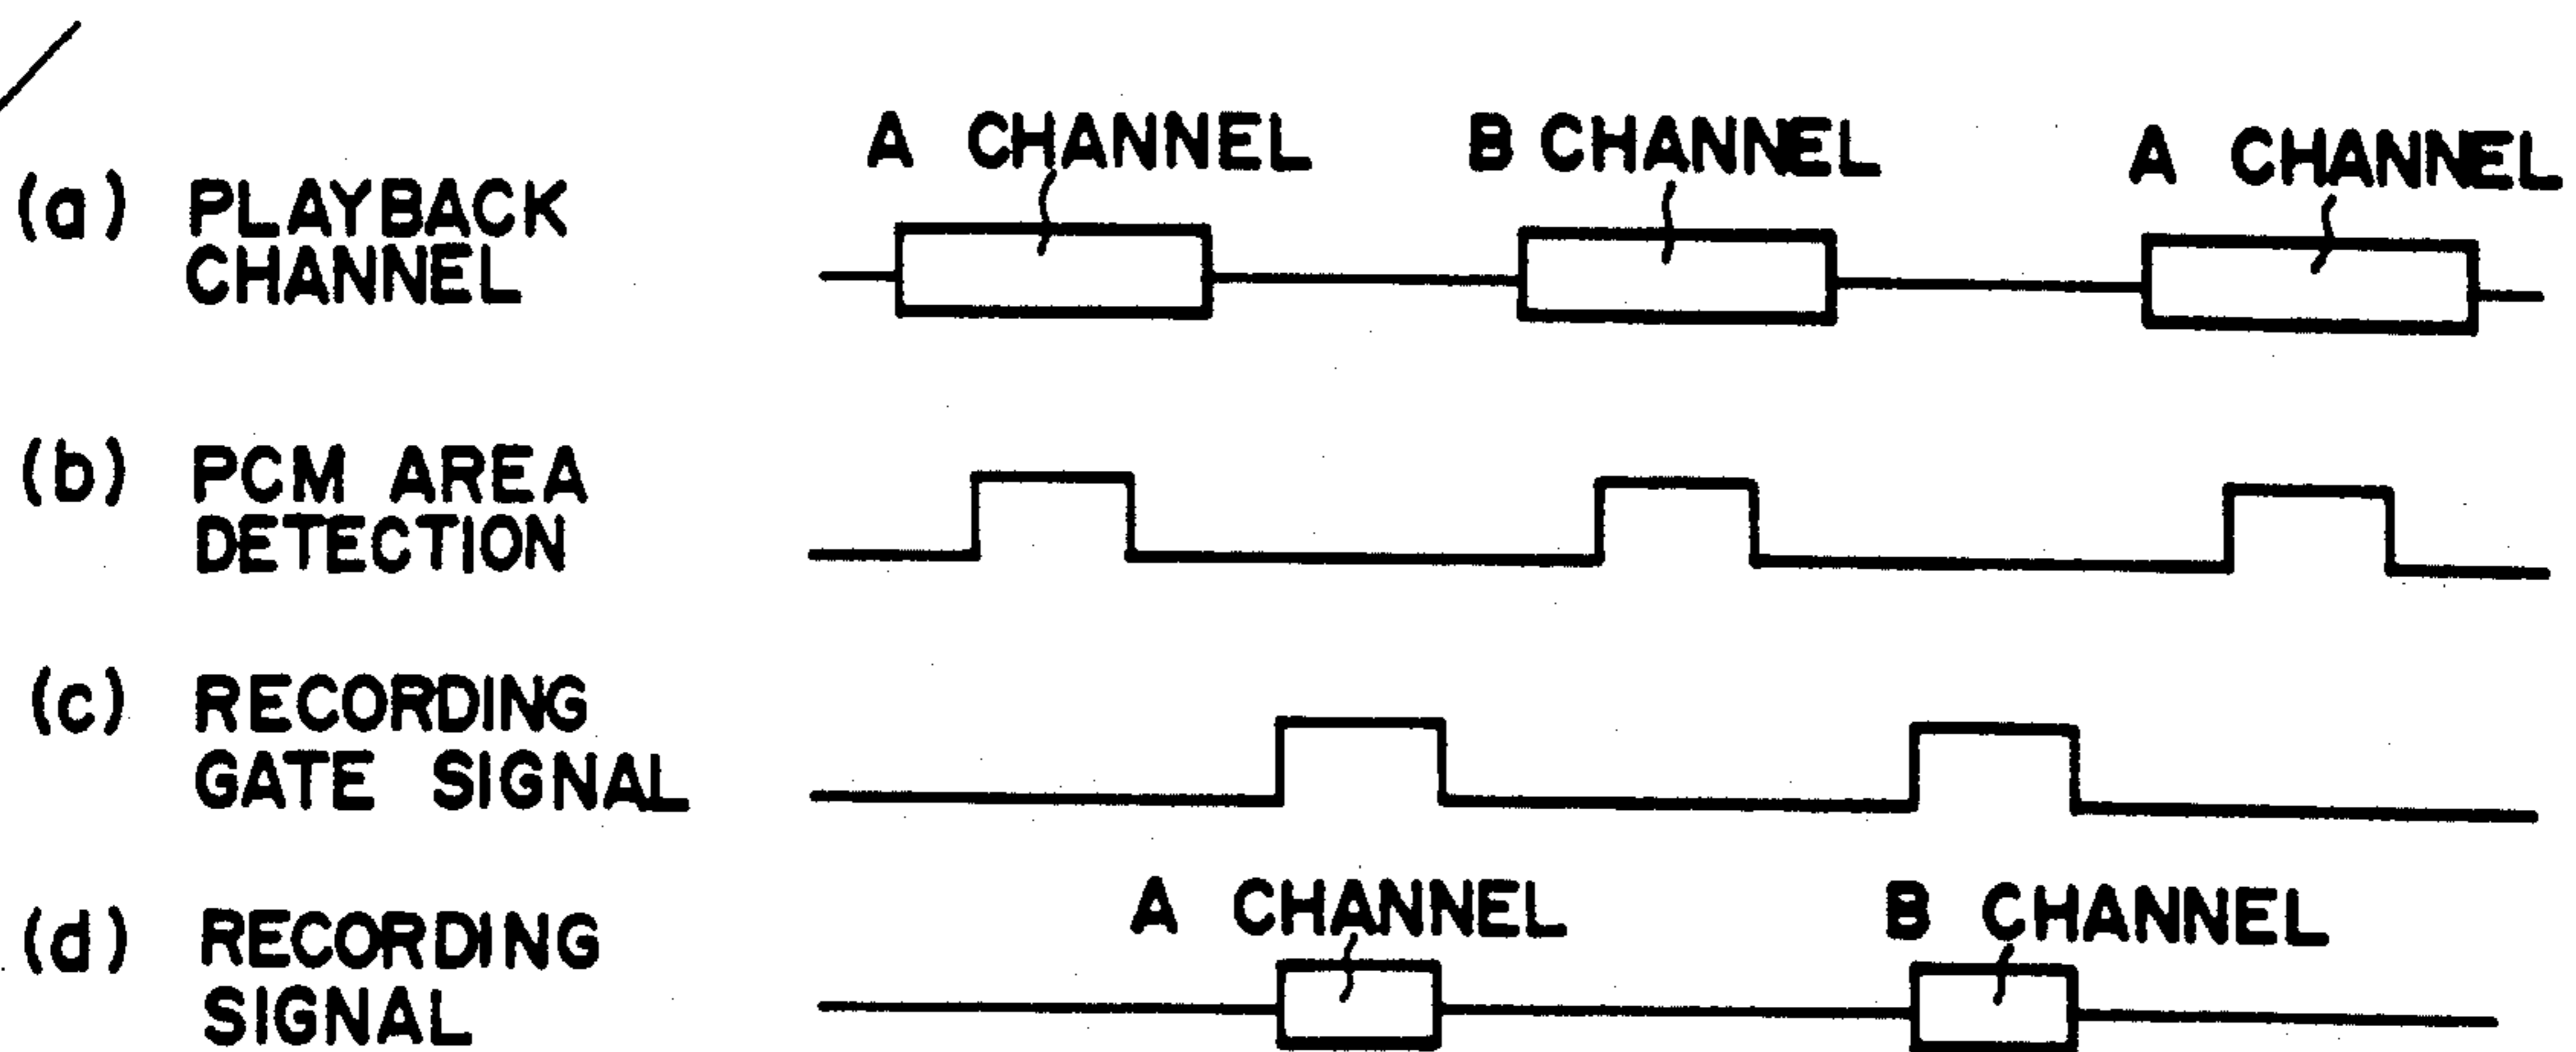 A CHANNEL B CHANNEL A CHANNEL
(a) PLAYBACK
CHANNEL
(b) PCM AREA
DETECTION
(c) RECORDING
GATE SIGNAL
A CHANNEL B CHANNEL
(d) RECORDING
SIGNAL